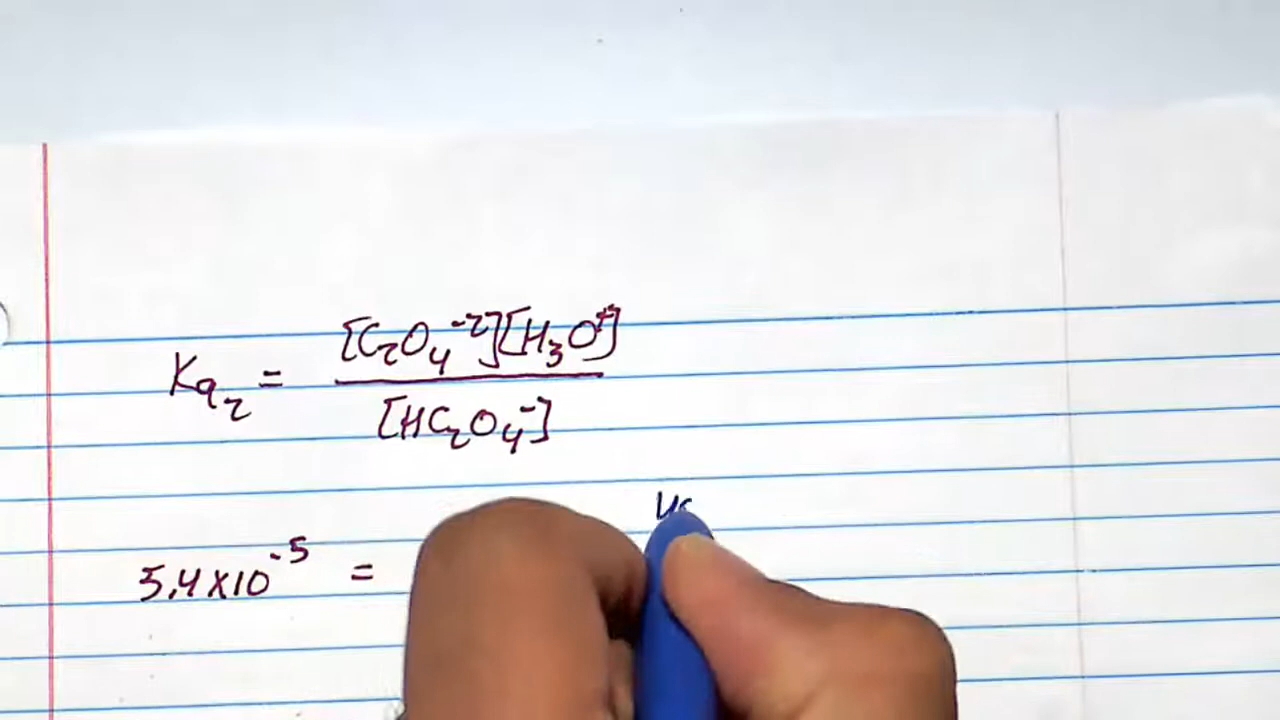 Ka₂ = [C₂O₄⁻²][H₃O⁺] / [HC₂O₄⁻]
5.4x10⁻⁵ =